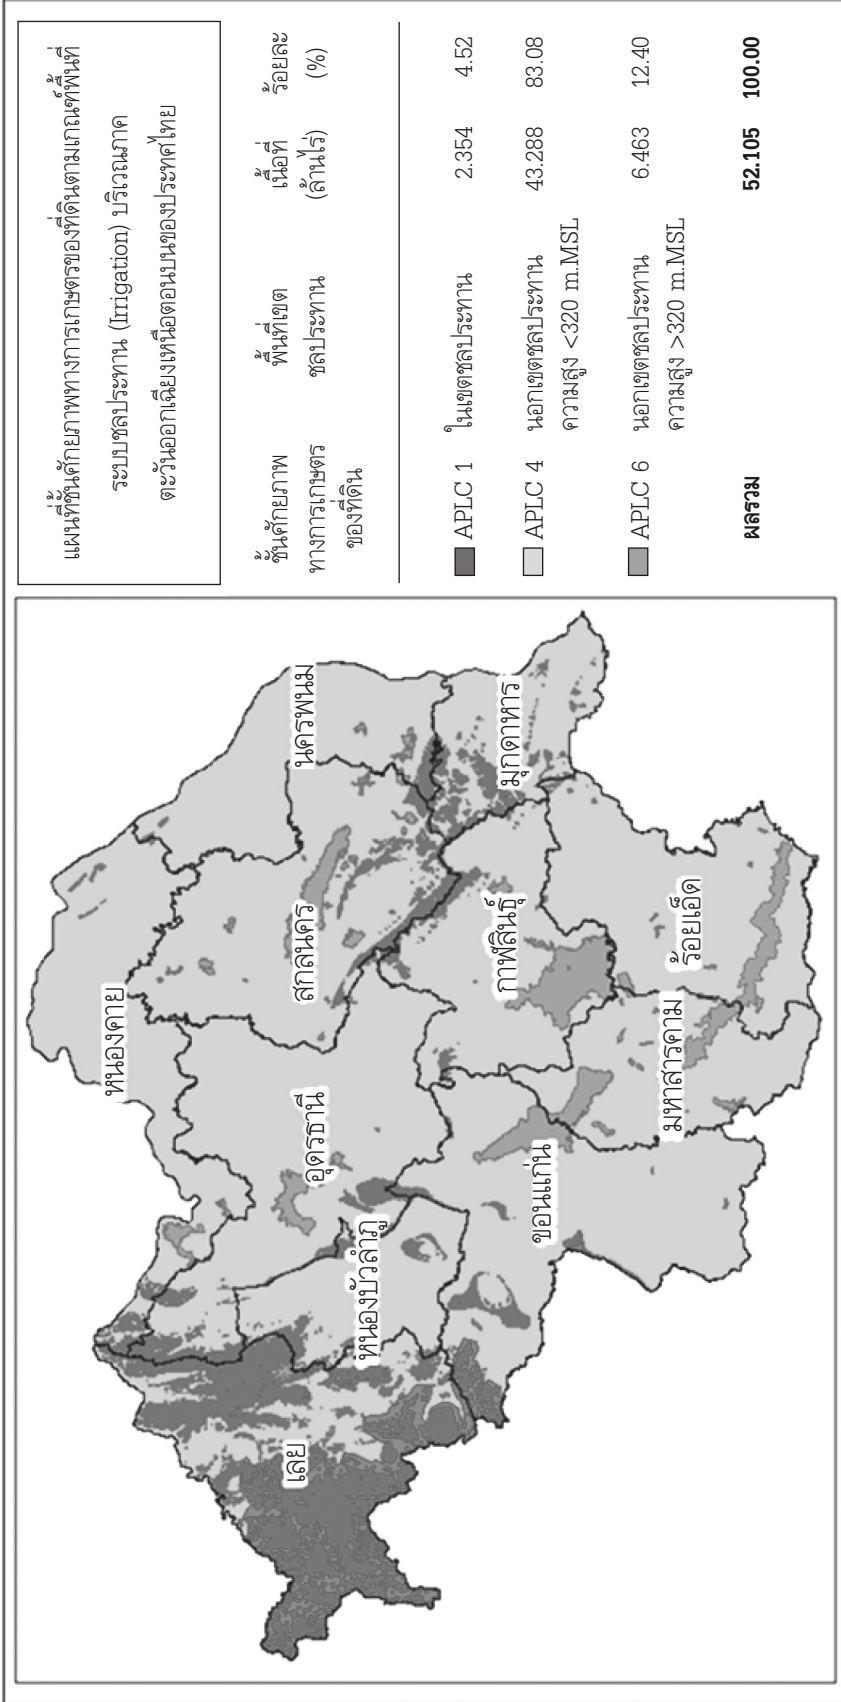 แผนที่ชั้นศักยภาพทางการเกษตรของที่ดินตามเกณฑ์พื้นที่
ระบบชลประทาน (Irrigation) บริเวณภาค
ตะวันออกเฉียงเหนือตอนบนของประทศไทย
ชั้นศักยภาพ พื้นที่เขต เนื้อที่ ร้อยละ
ทางการเกษตร ชลประทาน (ล้านไร่) (%)
ของที่ดิน
APLC 1 ในเขตชลประทาน 2.354 4.52
APLC 4 นอกเขตชลประทาน 43.288 83.08
ความสูง <320 m.MSL
APLC 6 นอกเขตชลประทาน 6.463 12.40
ความสูง >320 m.MSL
ผลรวม 52.105 100.00
หนองคาย
นครพนม
สกลนคร
อุดรธานี
เลย
หนองบัวลำภู
มุกดาหาร
กาฬสินธุ์
ขอนแก่น
มหาสารคาม
ร้อยเอ็ด